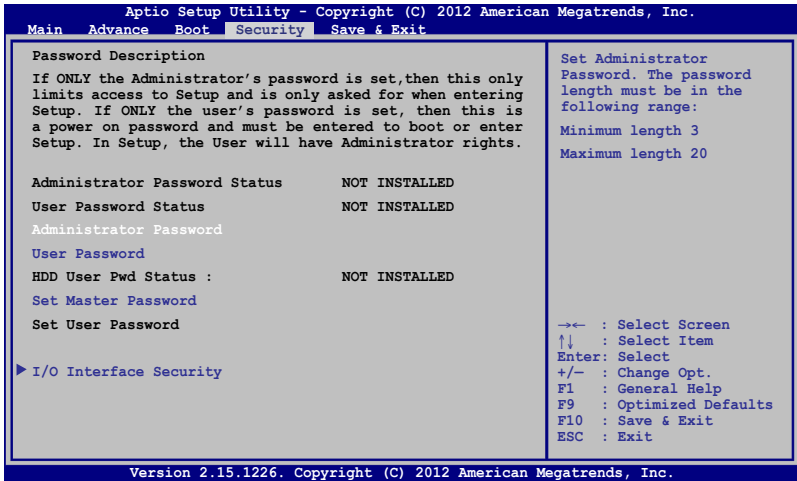 Aptio Setup Utility - Copyright (C) 2012 American Megatrends, Inc.
Main Advance Boot Security Save & Exit
Password Description
If ONLY the Administrator's password is set,then this only
limits access to Setup and is only asked for when entering
Setup. If ONLY the user's password is set, then this is
a power on password and must be entered to boot or enter
Setup. In Setup, the User will have Administrator rights.
Administrator Password Status NOT INSTALLED
User Password Status NOT INSTALLED
Administrator Password
User Password
HDD User Pwd Status : NOT INSTALLED
Set Master Password
Set User Password
I/O Interface Security
Set Administrator
Password. The password
length must be in the
following range:
Minimum length 3
Maximum length 20
→← : Select Screen
↑↓ : Select Item
Enter: Select
+/— : Change Opt.
F1 : General Help
F9 : Optimized Defaults
F10 : Save & Exit
ESC : Exit
Version 2.15.1226. Copyright (C) 2012 American Megatrends, Inc.